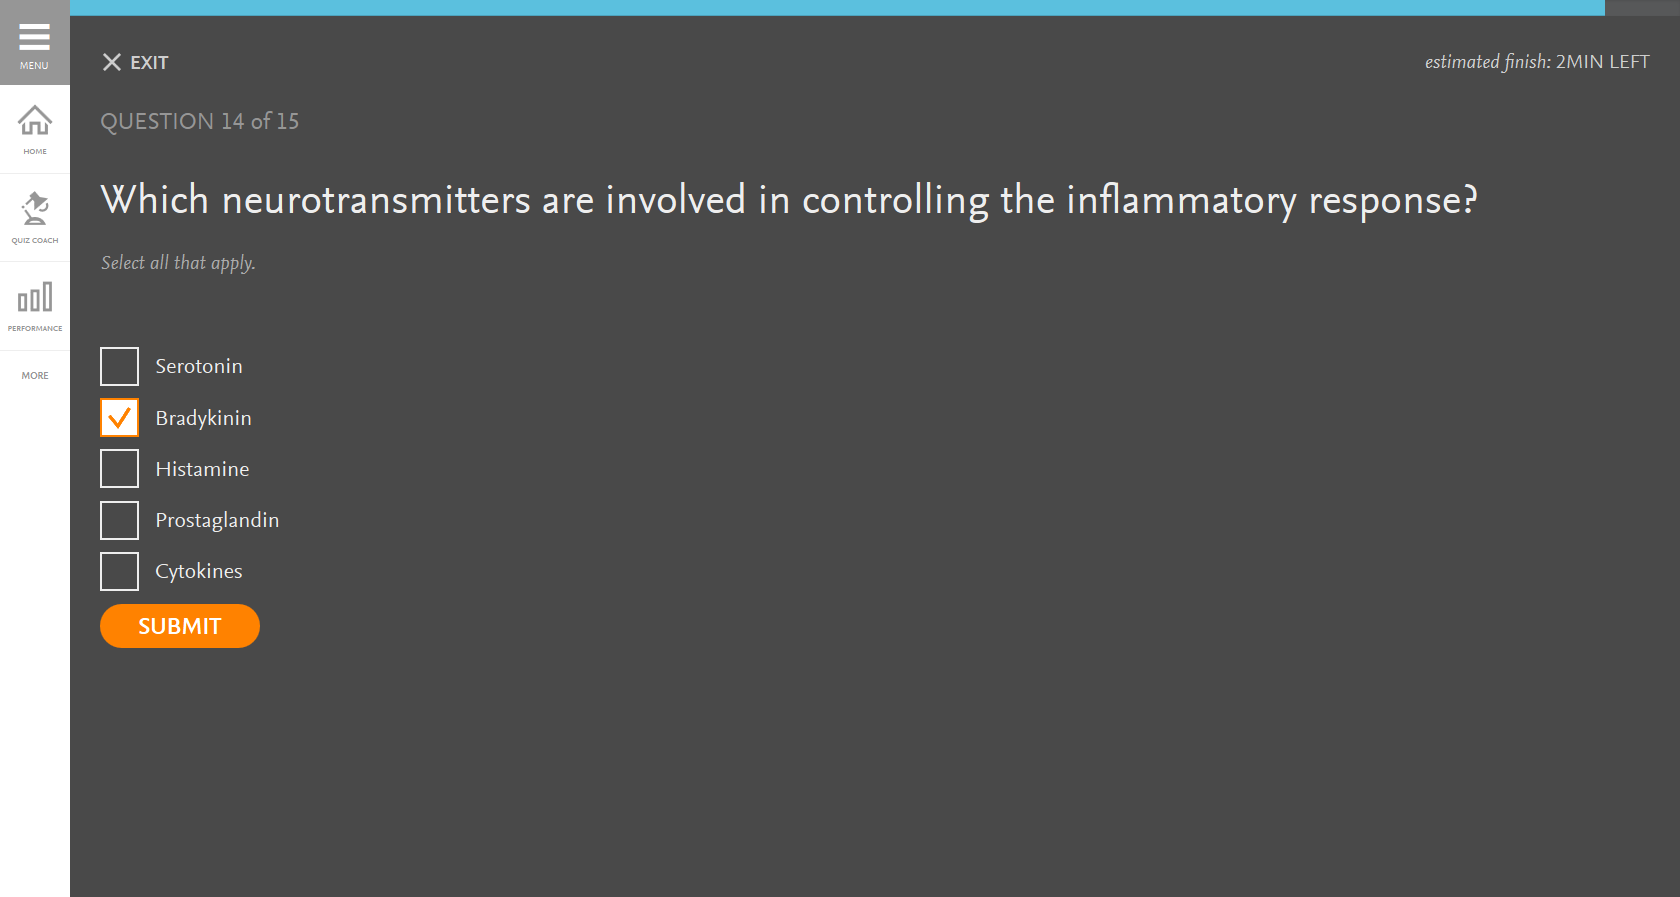 MENU
HOME
QUIZ COACH
PERFORMANCE
MORE
EXIT
estimated finish: 2MIN LEFT
QUESTION 14 of 15
Which neurotransmitters are involved in controlling the inflammatory response?
Select all that apply.
Serotonin
Bradykinin
Histamine
Prostaglandin
Cytokines
SUBMIT